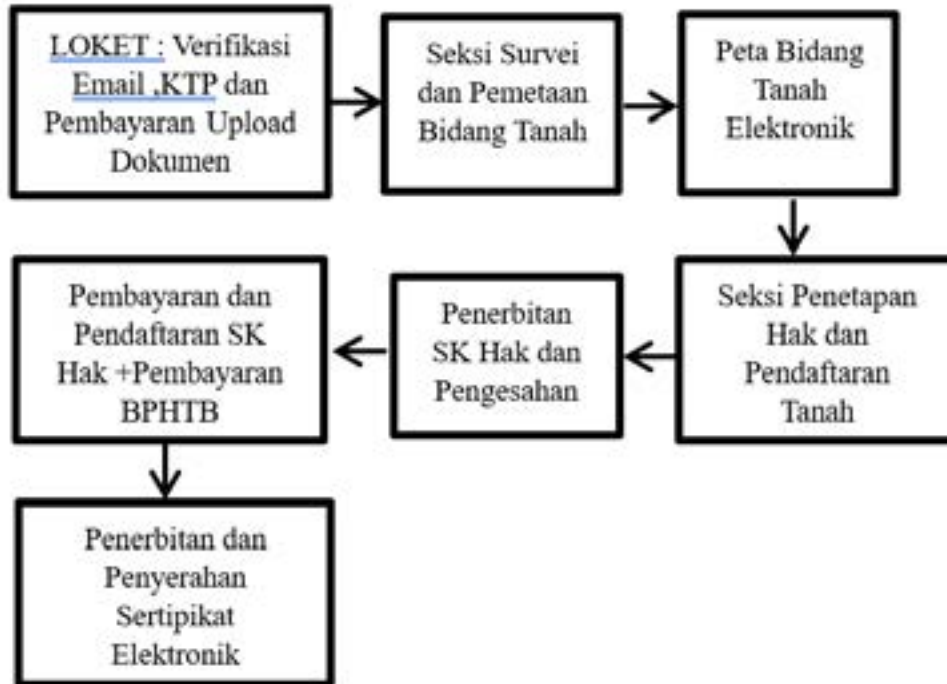 LOKET : Verifikasi
Email ,KTP dan
Pembayaran Upload
Dokumen
Seksi Survei
dan Pemetaan
Bidang Tanah
Peta Bidang
Tanah
Elektronik
Seksi Penetapan
Hak dan
Pendaftaran
Tanah
Penerbitan
SK Hak dan
Pengesahan
Pembayaran dan
Pendaftaran SK
Hak +Pembayaran
BPHTB
Penerbitan dan
Penyerahan
Sertipikat
Elektronik